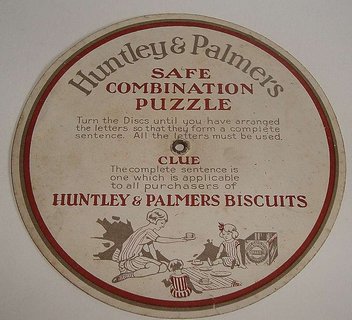 Huntley & Palmers
SAFE
COMBINATION
PUZZLE
Turn the Discs until you have arranged
the letters so that they form a complete
sentence. All the letters must be used.
CLUE
The complete sentence is
one which is applicable
to all purchasers of
HUNTLEY & PALMERS BISCUITS